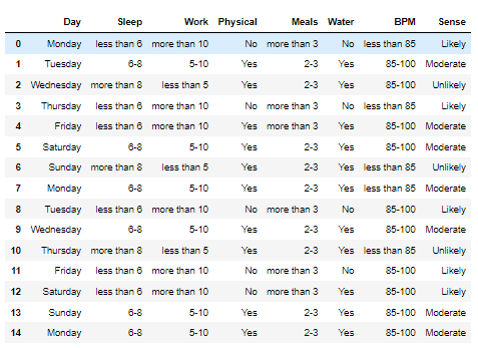 Day Sleep Work Physical Meals Water BPM Sense
0 Monday less than 6 more than 10 No more than 3 No less than 85 Likely
1 Tuesday 6-8 5-10 Yes 2-3 Yes 85-100 Moderate
2 Wednesday more than 8 less than 5 Yes 2-3 Yes 85-100 Unlikely
3 Thursday less than 6 more than 10 No more than 3 No less than 85 Likely
4 Friday less than 6 more than 10 Yes more than 3 Yes 85-100 Moderate
5 Saturday 6-8 5-10 Yes 2-3 Yes 85-100 Moderate
6 Sunday more than 8 less than 5 Yes 2-3 Yes less than 85 Unlikely
7 Monday 6-8 5-10 Yes 2-3 Yes less than 85 Moderate
8 Tuesday less than 6 more than 10 No more than 3 No 85-100 Likely
9 Wednesday 6-8 5-10 Yes 2-3 Yes 85-100 Moderate
10 Thursday more than 8 less than 5 Yes 2-3 Yes less than 85 Unlikely
11 Friday less than 6 more than 10 No more than 3 No 85-100 Likely
12 Saturday less than 6 more than 10 No more than 3 Yes 85-100 Likely
13 Sunday 6-8 5-10 Yes 2-3 Yes 85-100 Moderate
14 Monday 6-8 5-10 Yes 2-3 Yes 85-100 Moderate